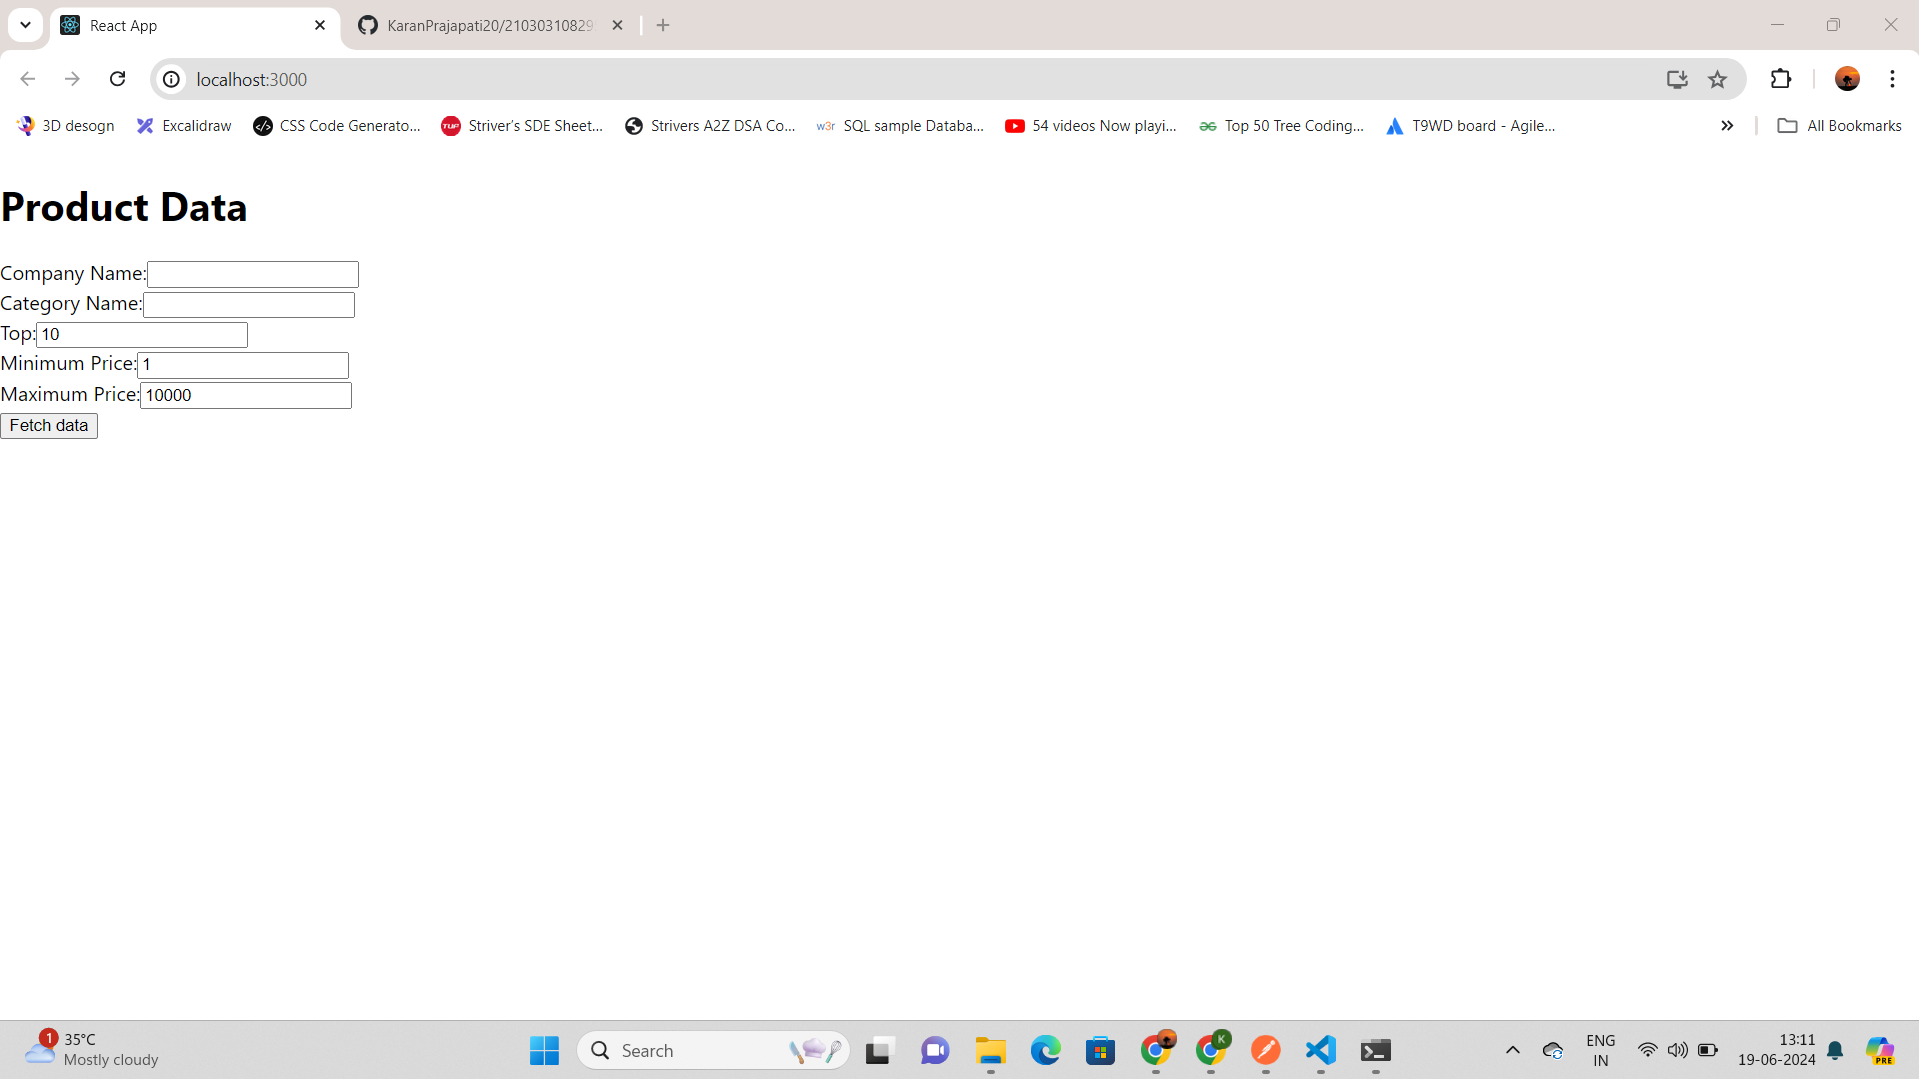 React App
KaranPrajapati20/21030310829
localhost:3000
3D desogn
Excalidraw
CSS Code Generato...
TUF
Striver's SDE Sheet...
Strivers A2Z DSA Co...
w3r
SQL sample Databa...
54 videos Now playi...
Top 50 Tree Coding...
T9WD board - Agile...
All Bookmarks
Product Data
Company Name:
Category Name:
Top: 10
Minimum Price: 1
Maximum Price: 10000
Fetch data
1
35°C
Mostly cloudy
Search
K
ENG
IN
13:11
19-06-2024
PRE